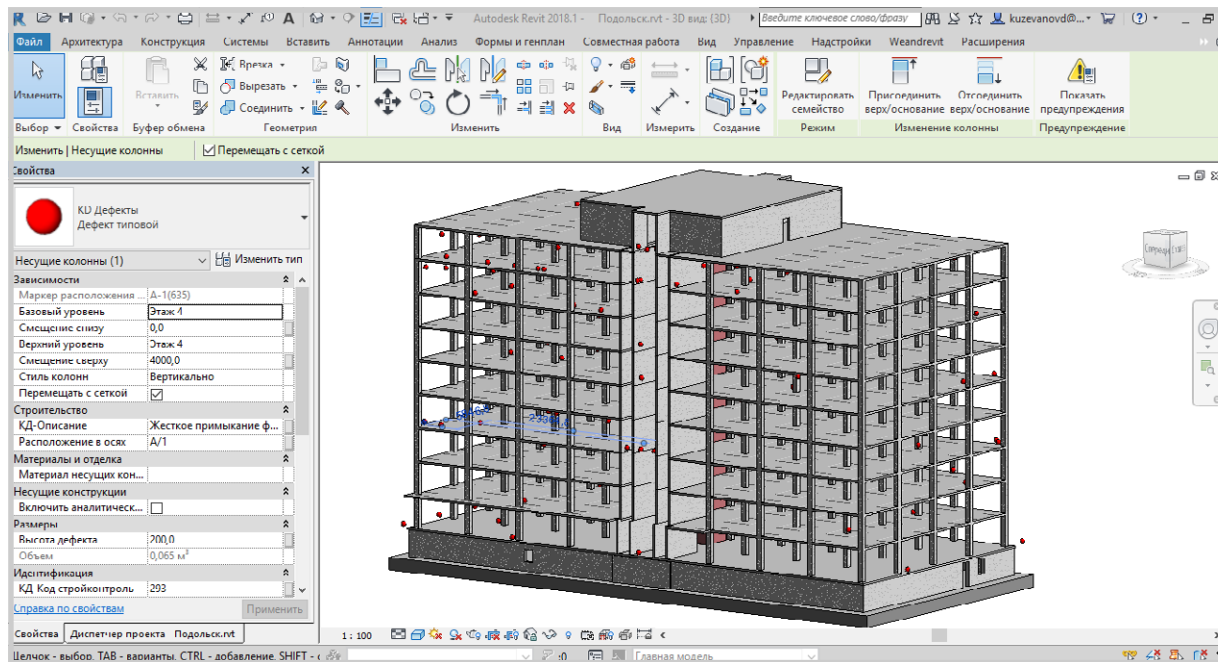 Autodesk Revit 2018.1 - Подольск.rvt - 3D вид: {3D}
Введите ключевое слово/фразу
kuzevanovd@...
Файл Архитектура Конструкция Системы Вставить Аннотации Анализ Формы и генплан Совместная работа Вид Управление Надстройки Weandrevit Расширения
Изменить
Вставить
Врезка
Вырезать
Соединить
Редактировать семейство
Присоединить верх/основание
Отсоединить верх/основание
Показать предупреждения
Выбор Свойства Буфер обмена Геометрия Изменить Вид Измерить Создание Режим Изменение колонны Предупреждение
Изменить | Несущие колонны Перемещать с сеткой
Свойства
КD Дефекты
Дефект типовой
Несущие колонны (1) Изменить тип
Зависимости
Маркер расположения ... А-1(635)
Базовый уровень Этаж 4
Смещение снизу 0,0
Верхний уровень Этаж 4
Смещение сверху 4000,0
Стиль колонн Вертикально
Перемещать с сеткой
Строительство
КД-Описание Жесткое примыкание ф...
Расположение в осях А/1
Материалы и отделка
Материал несущих кон...
Несущие конструкции
Включить аналитическ...
Размеры
Высота дефекта 200,0
Объем 0,065 м³
Идентификация
КД Код стройконтроль 293
Справка по свойствам Применить
Свойства Диспетчер проекта Подольск.rvt
1 : 100
Щелчок - выбор, TAB - варианты, CTRL - добавление, SHIFT - с
:0 Главная модель